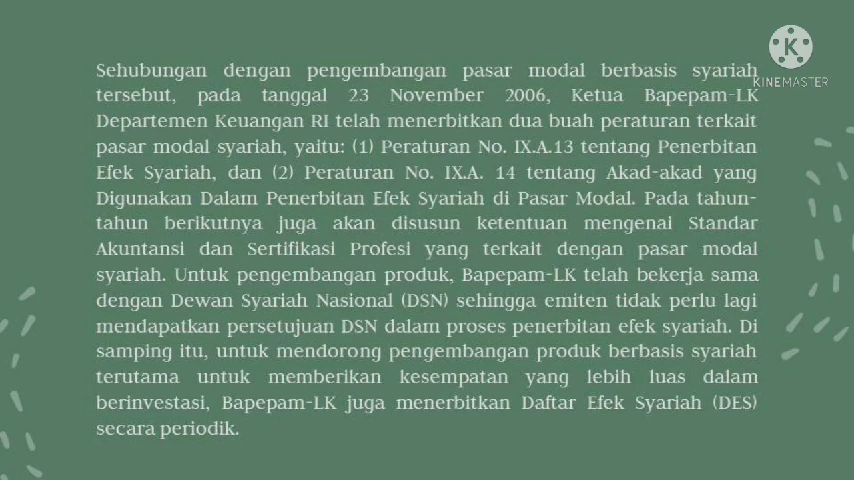 Sehubungan dengan pengembangan pasar modal berbasis syariah
tersebut, pada tanggal 23 November 2006, Ketua Bapepam-LK
Departemen Keuangan RI telah menerbitkan dua buah peraturan terkait
pasar modal syariah, yaitu: (1) Peraturan No. IX.A.13 tentang Penerbitan
Efek Syariah, dan (2) Peraturan No. IX.A. 14 tentang Akad-akad yang
Digunakan Dalam Penerbitan Efek Syariah di Pasar Modal. Pada tahun-
tahun berikutnya juga akan disusun ketentuan mengenai Standar
Akuntansi dan Sertifikasi Profesi yang terkait dengan pasar modal
syariah. Untuk pengembangan produk, Bapepam-LK telah bekerja sama
dengan Dewan Syariah Nasional (DSN) sehingga emiten tidak perlu lagi
mendapatkan persetujuan DSN dalam proses penerbitan efek syariah. Di
samping itu, untuk mendorong pengembangan produk berbasis syariah
terutama untuk memberikan kesempatan yang lebih luas dalam
berinvestasi, Bapepam-LK juga menerbitkan Daftar Efek Syariah (DES)
secara periodik.
K
KINEMASTER